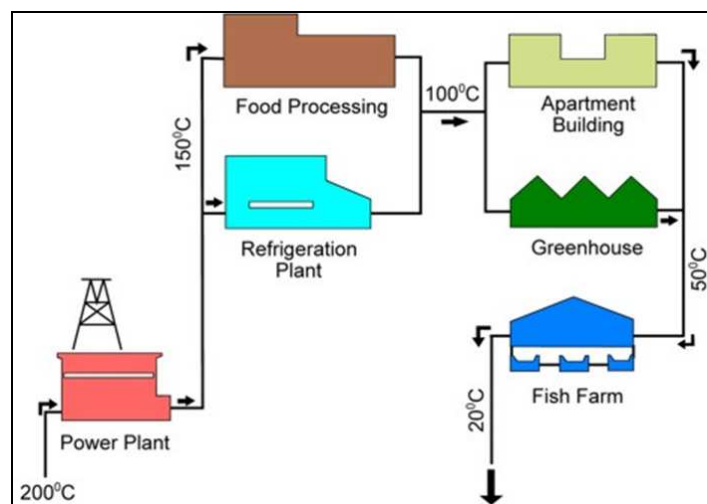 Food Processing
150⁰C
Refrigeration
Plant
100⁰C
Apartment
Building
Greenhouse
50⁰C
Power Plant
200⁰C
Fish Farm
20⁰C